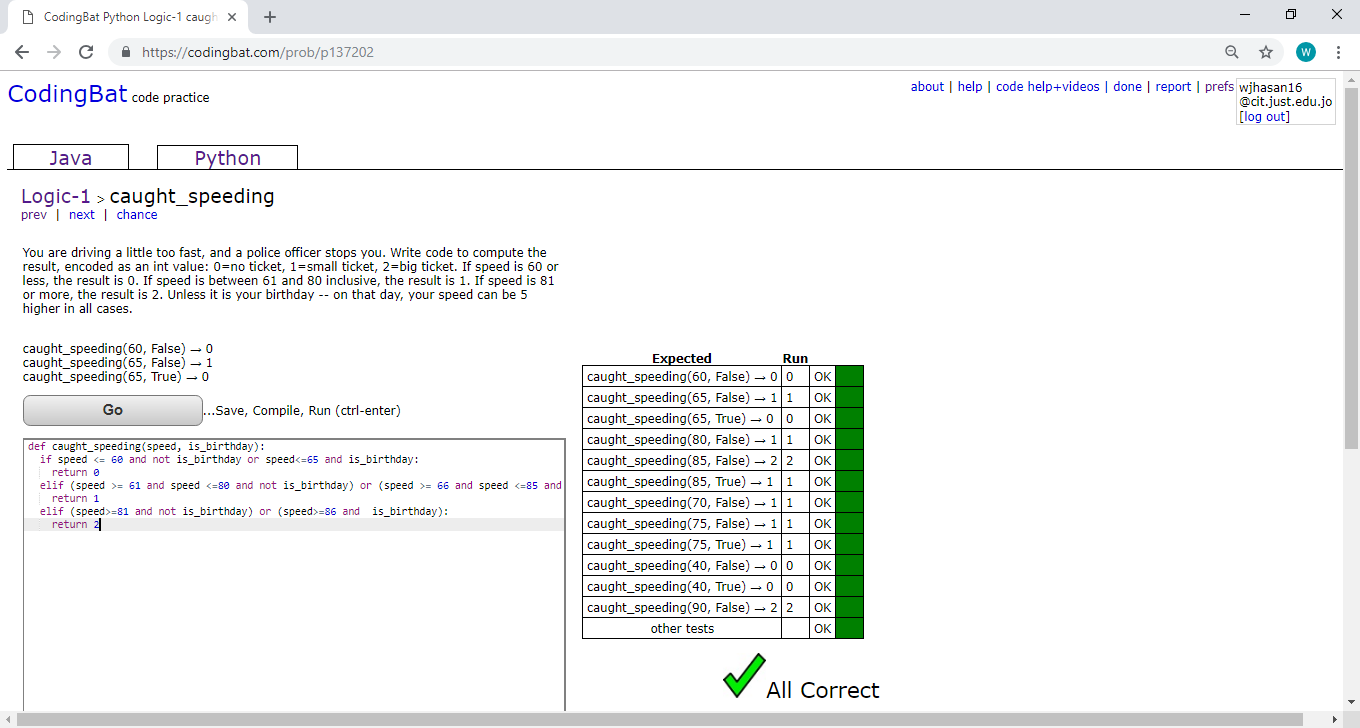 CodingBat Python Logic-1 caugh
https://codingbat.com/prob/p137202
W
CodingBat code practice
about | help | code help+videos | done | report | prefs
wjhasan16
@cit.just.edu.jo
[log out]
Java
Python
Logic-1 > caught_speeding
prev | next | chance
You are driving a little too fast, and a police officer stops you. Write code to compute the
result, encoded as an int value: 0=no ticket, 1=small ticket, 2=big ticket. If speed is 60 or
less, the result is 0. If speed is between 61 and 80 inclusive, the result is 1. If speed is 81
or more, the result is 2. Unless it is your birthday -- on that day, your speed can be 5
higher in all cases.
caught_speeding(60, False) → 0
caught_speeding(65, False) → 1
caught_speeding(65, True) → 0
Go
...Save, Compile, Run (ctrl-enter)
def caught_speeding(speed, is_birthday):
  if speed <= 60 and not is_birthday or speed<=65 and is_birthday:
    return 0
  elif (speed >= 61 and speed <=80 and not is_birthday) or (speed >= 66 and speed <=85 and
    return 1
  elif (speed>=81 and not is_birthday) or (speed>=86 and  is_birthday):
    return 2
Expected Run
caught_speeding(60, False) → 0 0 OK
caught_speeding(65, False) → 1 1 OK
caught_speeding(65, True) → 0 0 OK
caught_speeding(80, False) → 1 1 OK
caught_speeding(85, False) → 2 2 OK
caught_speeding(85, True) → 1 1 OK
caught_speeding(70, False) → 1 1 OK
caught_speeding(75, False) → 1 1 OK
caught_speeding(75, True) → 1 1 OK
caught_speeding(40, False) → 0 0 OK
caught_speeding(40, True) → 0 0 OK
caught_speeding(90, False) → 2 2 OK
other tests OK
All Correct